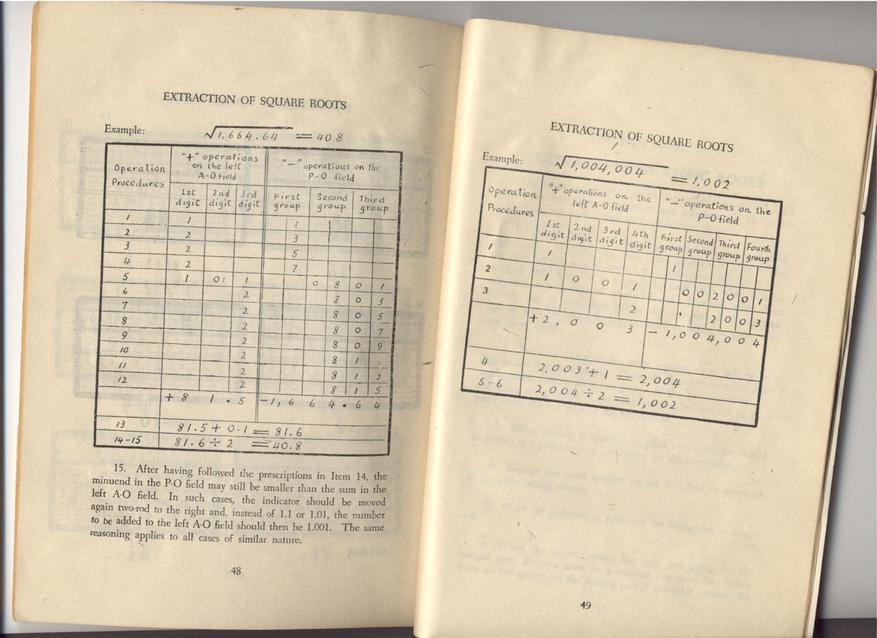 EXTRACTION OF SQUARE ROOTS
Example: √1,664.64 = 40.8
Operation Procedures
"+" operations on the left A-O field
"−" operations on the P-O field
1st digit 2nd digit 3rd digit First group Second group Third group
1 1 1
2 2 3
3 2 5
4 2 7
5 1 01 1 0 8 0 1
6 2 8 0 3
7 2 8 0 5
8 2 8 0 7
9 2 8 0 9
10 2 8 1
11 2 8 1 3
12 2 8 1 5
+ 8 1 . 5 −1, 6 6 4 . 6 4
13 81.5 + 0.1 = 81.6
14-15 81.6 ÷ 2 = 40.8
15. After having followed the prescriptions in Item 14, the
minuend in the P-O field may still be smaller than the sum in the
left A-O field. In such cases, the indicator should be moved
again two-rod to the right and, instead of 1.1 or 1.01, the number
to be added to the left A-O field should then be 1.001. The same
reasoning applies to all cases of similar nature.
48
EXTRACTION OF SQUARE ROOTS
Example: √1,004,004 = 1,002
Operation Procedures
"+" operations on the left A-O field
"−" operations on the P-O field
1st digit 2nd digit 3rd digit 4th digit First group Second group Third group Fourth group
1 1 1
2 1 0 0 1 0 0 2 0 0 1
3 2 2 0 0 3
+ 2, 0 0 3 − 1, 0 0 4, 0 0 4
4 2,003 + 1 = 2,004
5-6 2,004 ÷ 2 = 1,002
49